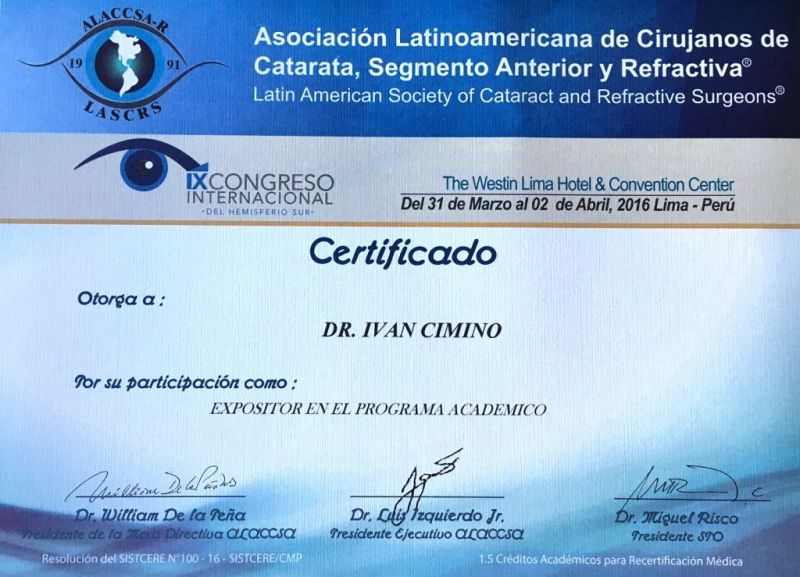 ALACCSA-R
19 91
LASCRS
Asociación Latinoamericana de Cirujanos de
Catarata, Segmento Anterior y Refractiva®
Latin American Society of Cataract and Refractive Surgeons®
IX CONGRESO
INTERNACIONAL
·DEL HEMISFERIO SUR·
The Westin Lima Hotel & Convention Center
Del 31 de Marzo al 02 de Abril, 2016 Lima - Perú
Certificado
Otorga a :
DR. IVAN CIMINO
Por su participación como :
EXPOSITOR EN EL PROGRAMA ACADEMICO
William De la Peña
Dr. William De la Peña
Presidente de la Mesa Directiva ALACCSA
Dr. Luis Izquierdo Jr.
Presidente Ejecutivo ALACCSA
Dr. Miguel Risco
Presidente SPO
Resolución del SISTCERE N°100 - 16 - SISTCERE/CMP
1.5 Créditos Académicos para Recertificación Médica